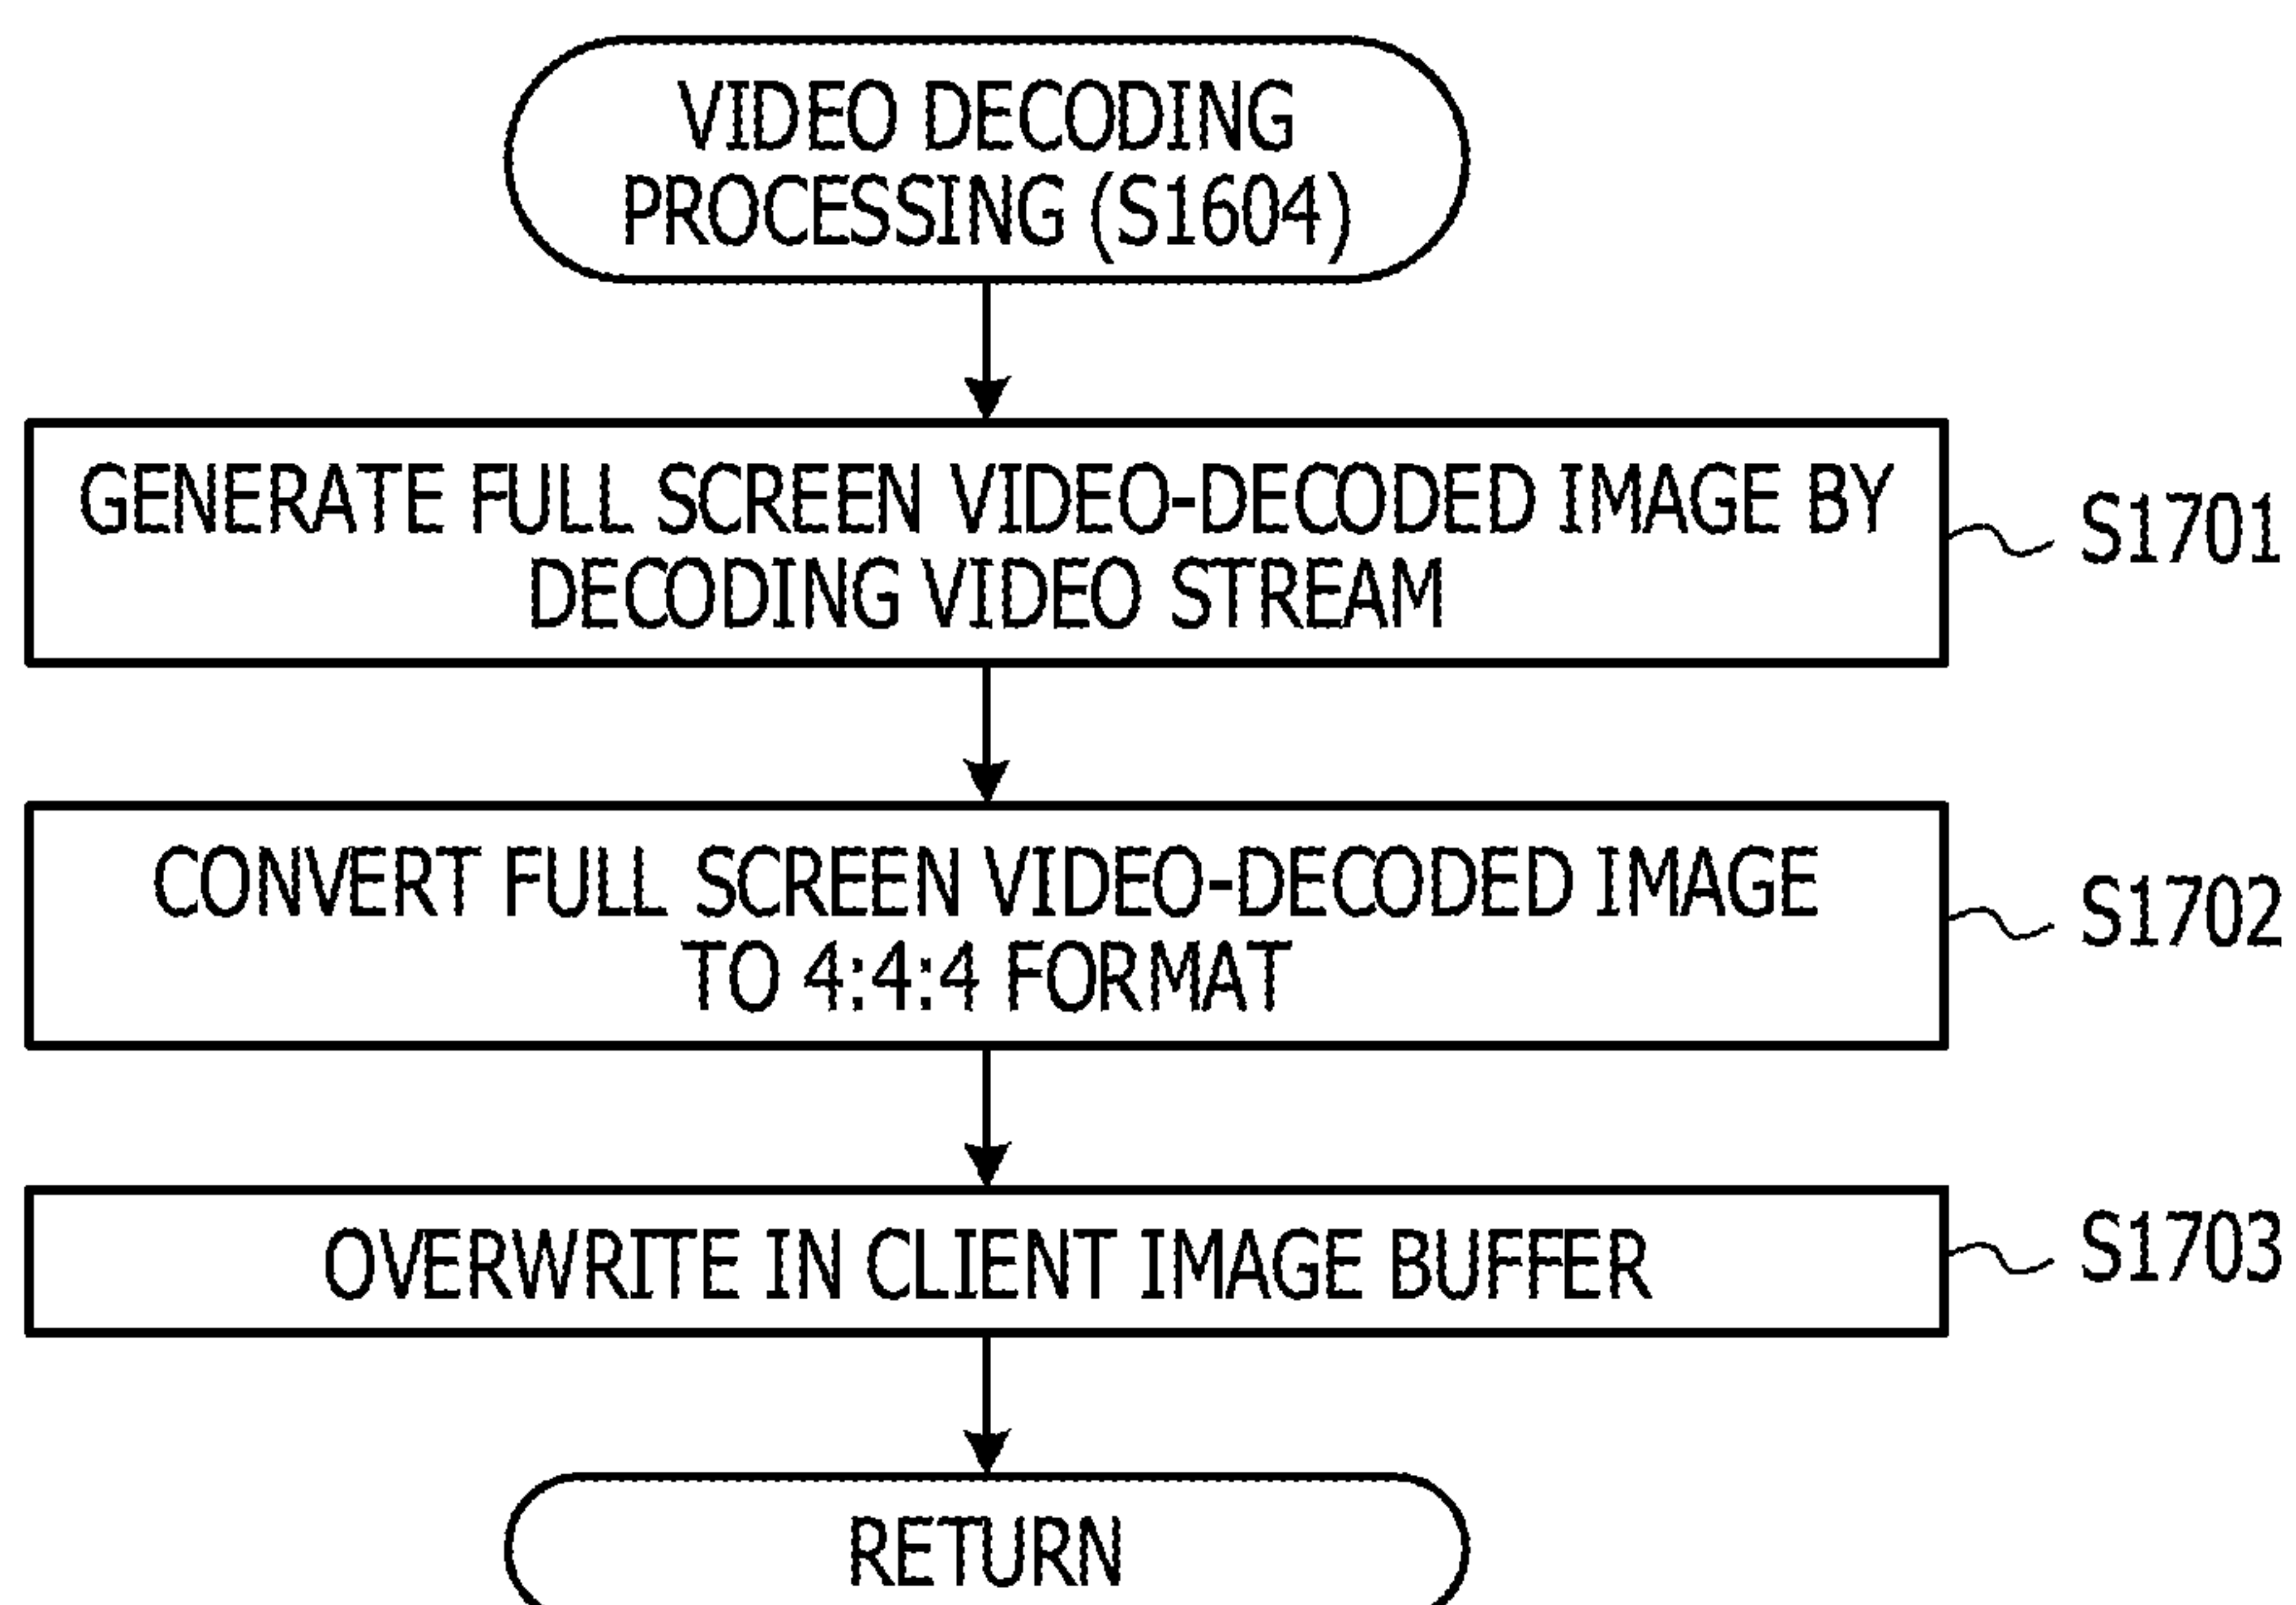 VIDEO DECODING
PROCESSING (S1604)
GENERATE FULL SCREEN VIDEO-DECODED IMAGE BY
DECODING VIDEO STREAM
S1701
CONVERT FULL SCREEN VIDEO-DECODED IMAGE
TO 4:4:4 FORMAT
S1702
OVERWRITE IN CLIENT IMAGE BUFFER
S1703
RETURN